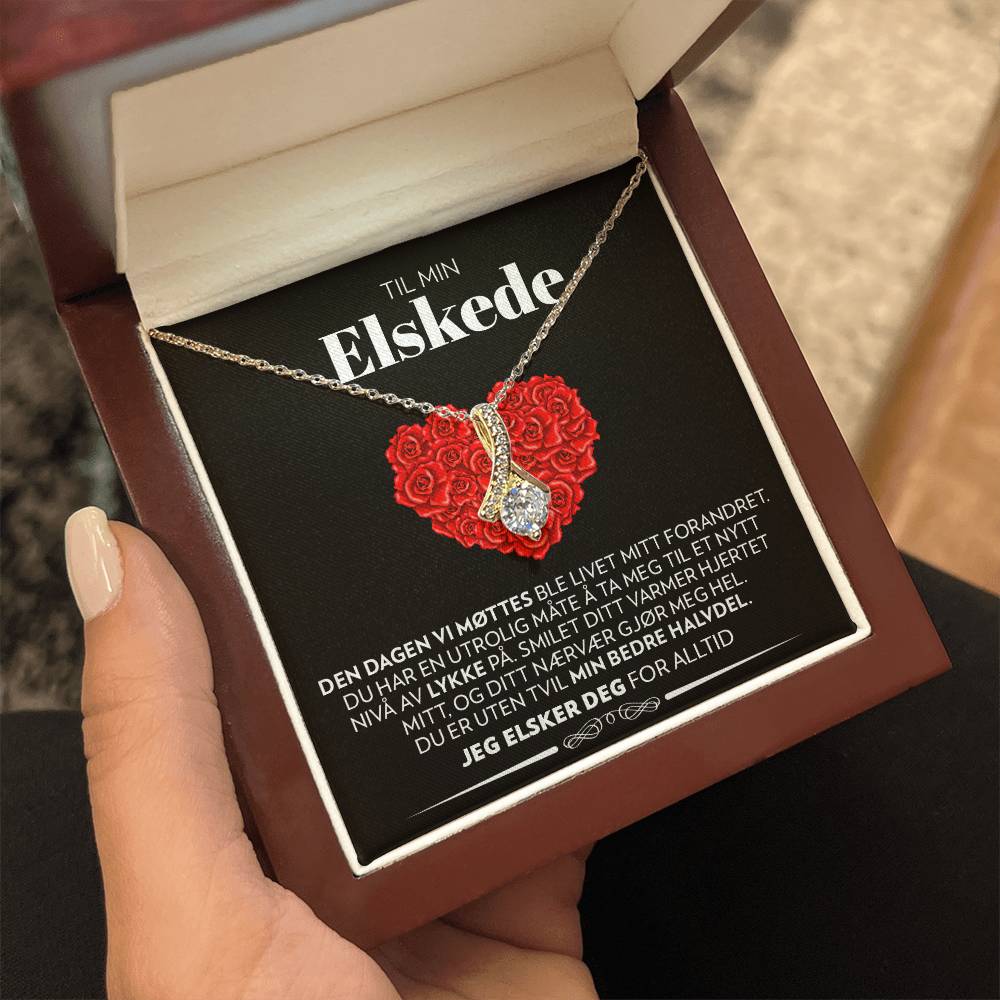 TIL MIN
Elskede
DEN DAGEN VI MØTTES BLE LIVET MITT FORANDRET.
DU HAR EN UTROLIG MÅTE Å TA MEG TIL ET NYTT
NIVÅ AV LYKKE PÅ. SMILET DITT VARMER HJERTET
MITT, OG DITT NÆRVÆR GJØR MEG HEL.
DU ER UTEN TVIL MIN BEDRE HALVDEL.
JEG ELSKER DEG FOR ALLTID